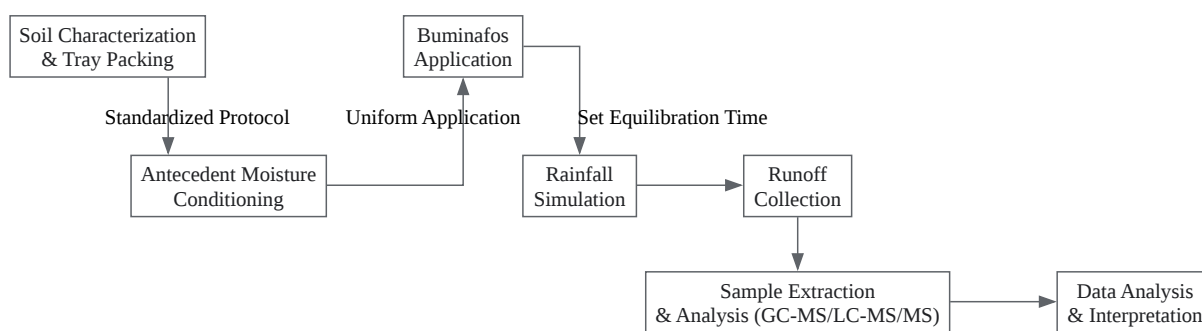 Soil Characterization
& Tray Packing
Buminafos
Application
Standardized Protocol
Uniform Application
Set Equilibration Time
Antecedent Moisture
Conditioning
Rainfall
Simulation
Runoff
Collection
Sample Extraction
& Analysis (GC-MS/LC-MS/MS)
Data Analysis
& Interpretation